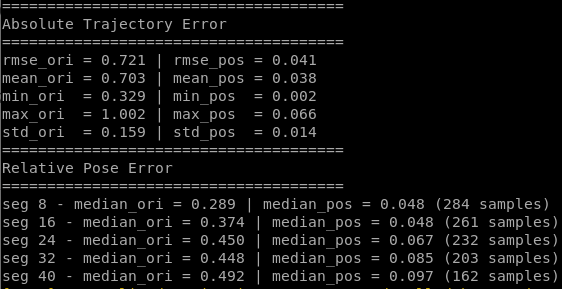 ======================================
Absolute Trajectory Error
======================================
rmse_ori = 0.721 | rmse_pos = 0.041
mean_ori = 0.703 | mean_pos = 0.038
min_ori  = 0.329 | min_pos  = 0.002
max_ori  = 1.002 | max_pos  = 0.066
std_ori  = 0.159 | std_pos  = 0.014
======================================
Relative Pose Error
======================================
seg 8 - median_ori = 0.289 | median_pos = 0.048 (284 samples)
seg 16 - median_ori = 0.374 | median_pos = 0.048 (261 samples)
seg 24 - median_ori = 0.450 | median_pos = 0.067 (232 samples)
seg 32 - median_ori = 0.448 | median_pos = 0.085 (203 samples)
seg 40 - median_ori = 0.492 | median_pos = 0.097 (162 samples)